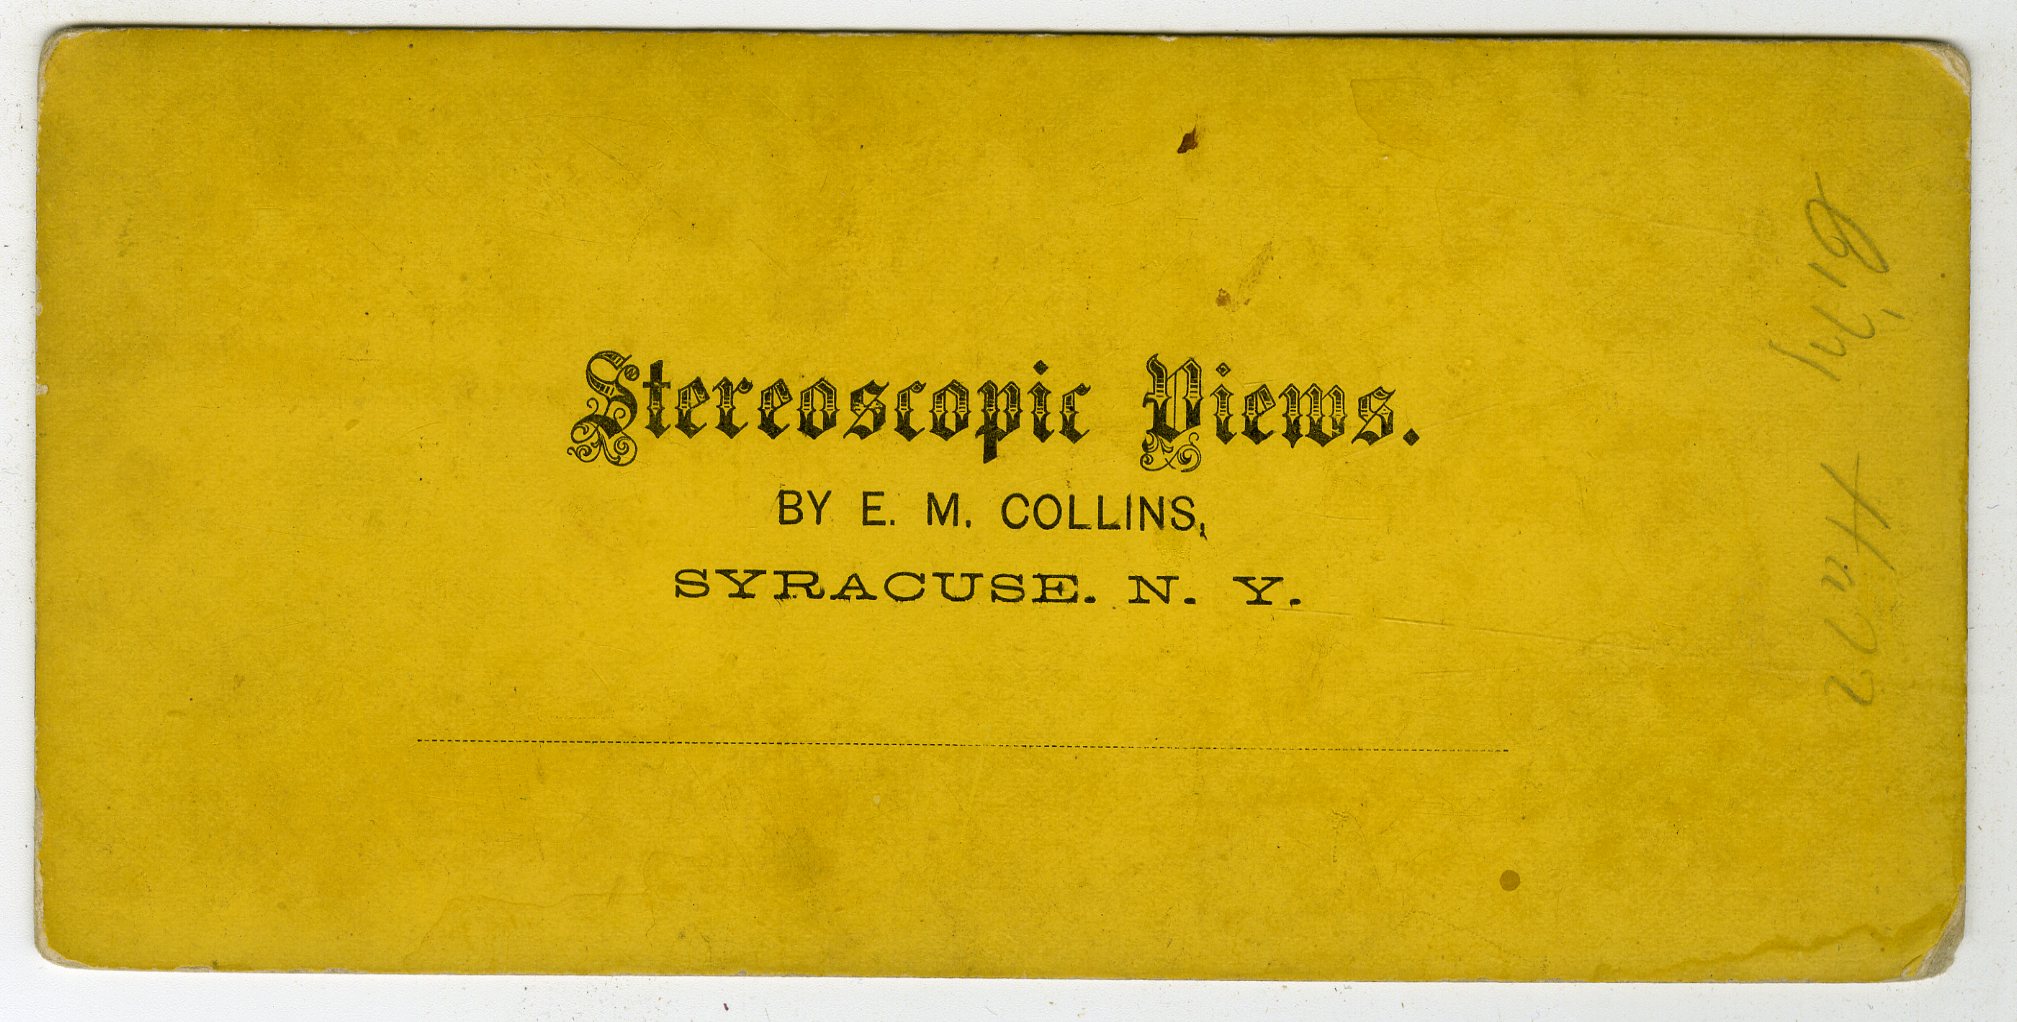 Stereoscopic Views.
BY E. M. COLLINS,
SYRACUSE. N. Y.